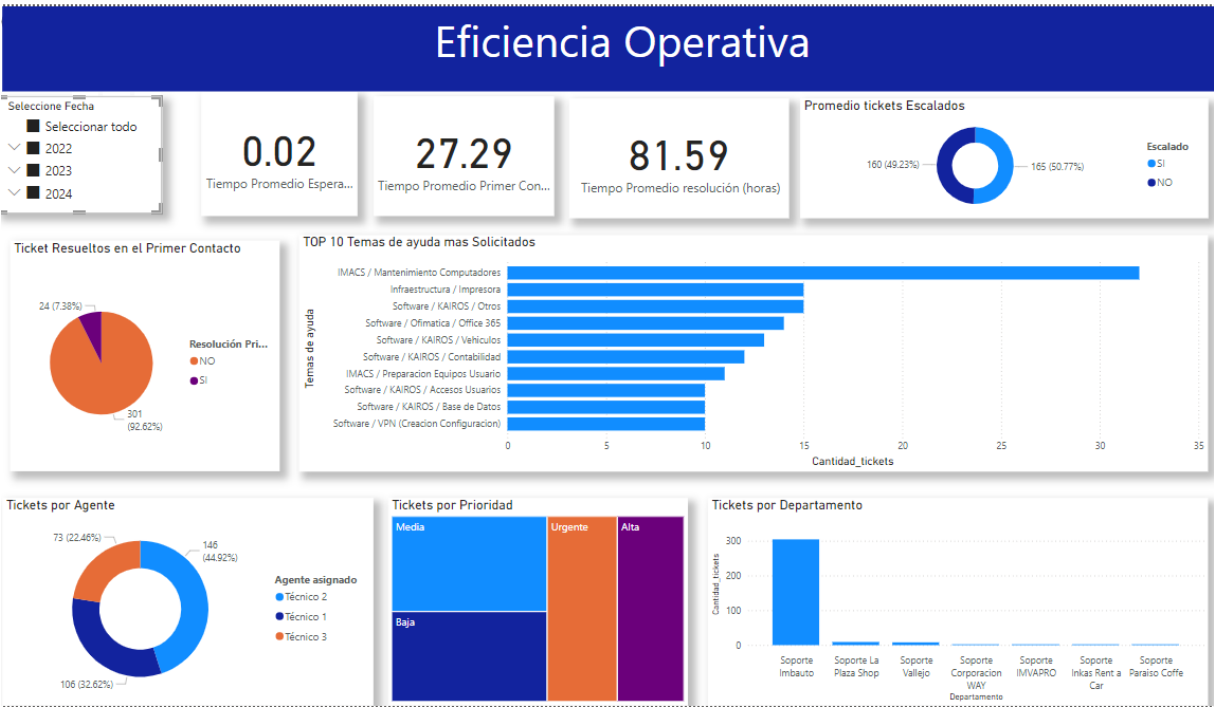 Eficiencia Operativa
Seleccione Fecha
Seleccionar todo
2022
2023
2024
0.02
Tiempo Promedio Espera...
27.29
Tiempo Promedio Primer Con...
81.59
Tiempo Promedio resolución (horas)
Promedio tickets Escalados
160 (49.23%)
165 (50.77%)
Escalado
SI
NO
Ticket Resueltos en el Primer Contacto
24 (7.38%)
301
(92.62%)
Resolución Pri...
NO
SI
TOP 10 Temas de ayuda mas Solicitados
Temas de ayuda
IMACS / Mantenimiento Computadores
Infraestructura / Impresora
Software / KAIROS / Otros
Software / Ofimatica / Office 365
Software / KAIROS / Vehiculos
Software / KAIROS / Contabilidad
IMACS / Preparacion Equipos Usuario
Software / KAIROS / Accesos Usuarios
Software / KAIROS / Base de Datos
Software / VPN (Creacion Configuracion)
0 5 10 15 20 25 30 35
Cantidad_tickets
Tickets por Agente
73 (22.46%)
146
(44.92%)
106 (32.62%)
Agente asignado
Técnico 2
Técnico 1
Técnico 3
Tickets por Prioridad
Media
Urgente
Alta
Baja
Tickets por Departamento
Cantidad_tickets
300
200
100
0
Soporte
Imbauto
Soporte La
Plaza Shop
Soporte
Vallejo
Soporte
Corporacion
WAY
Soporte
IMVAPRO
Soporte
Inkas Rent a
Car
Soporte
Paraiso Coffe
Departamento